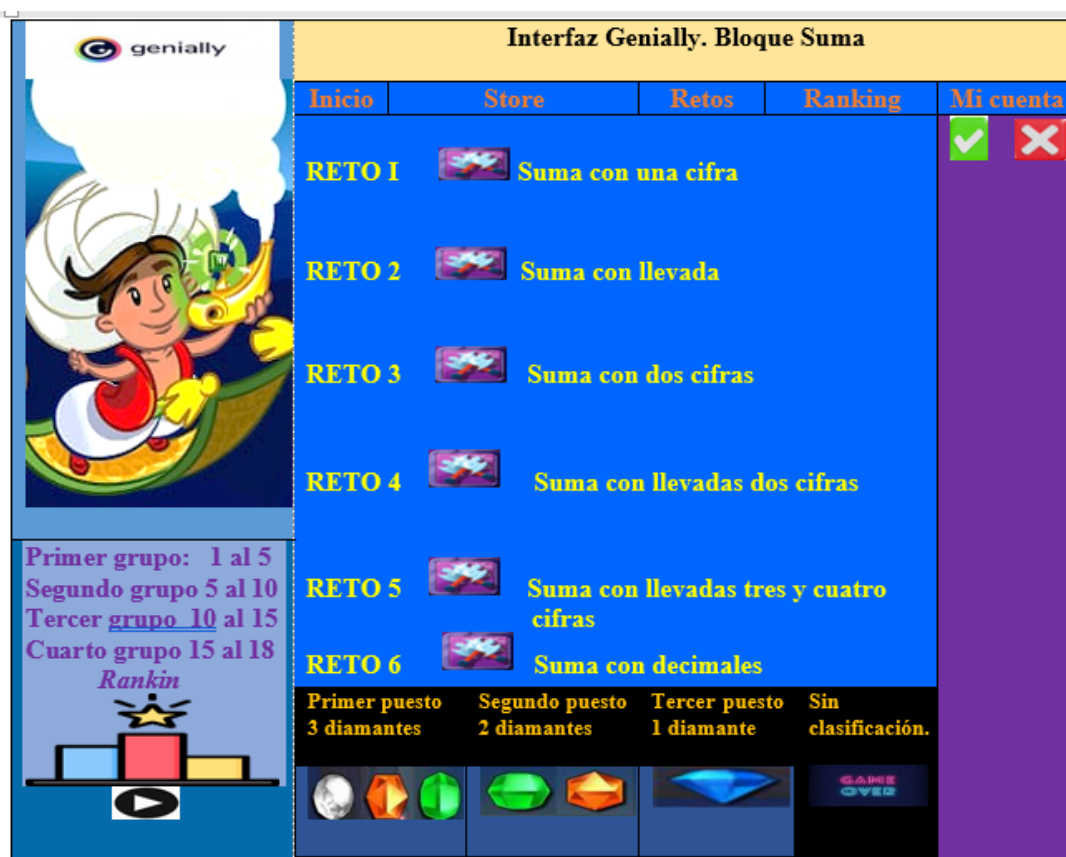 genially
Interfaz Genially. Bloque Suma
Inicio
Store
Retos
Ranking
Mi cuenta
RETO I
Suma con una cifra
RETO 2
Suma con llevada
RETO 3
Suma con dos cifras
RETO 4
Suma con llevadas dos cifras
RETO 5
Suma con llevadas tres y cuatro
cifras
RETO 6
Suma con decimales
Primer grupo: 1 al 5
Segundo grupo 5 al 10
Tercer grupo 10 al 15
Cuarto grupo 15 al 18
Rankin
Primer puesto
3 diamantes
Segundo puesto
2 diamantes
Tercer puesto
1 diamante
Sin
clasificación.
GAME
OVER